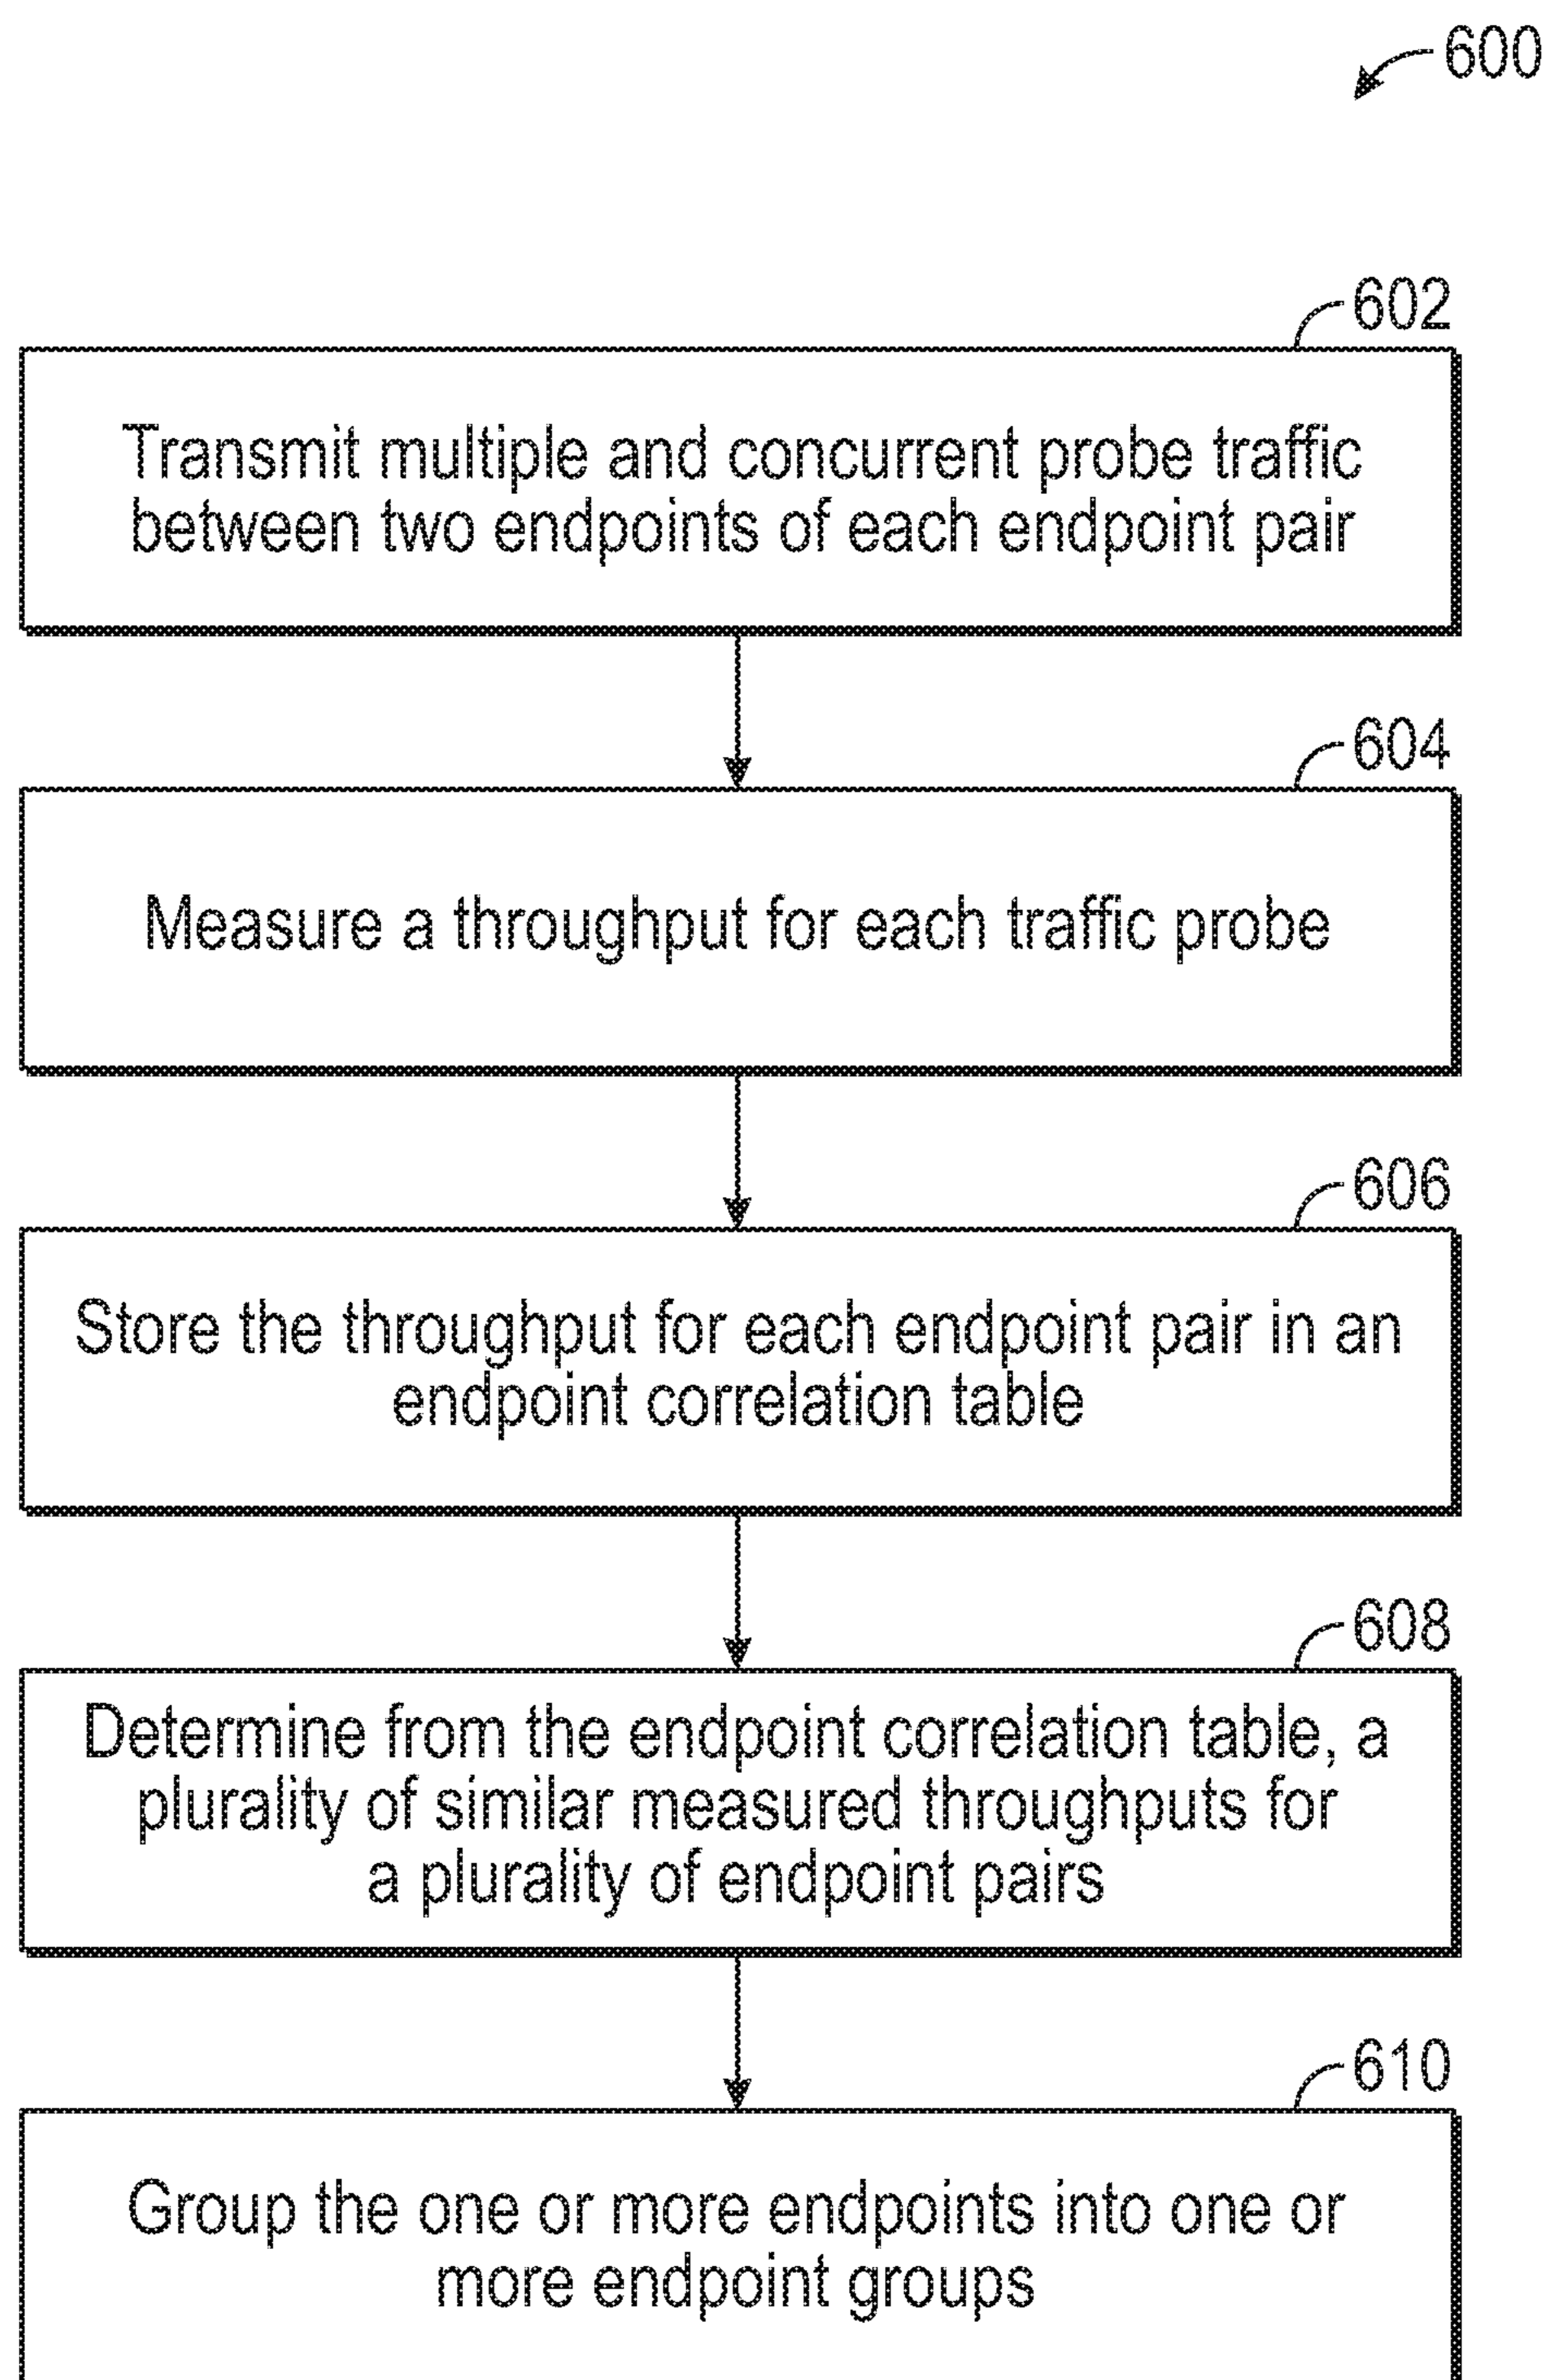 600
602
Transmit multiple and concurrent probe traffic
between two endpoints of each endpoint pair
604
Measure a throughput for each traffic probe
606
Store the throughput for each endpoint pair in an
endpoint correlation table
608
Determine from the endpoint correlation table, a
plurality of similar measured throughputs for
a plurality of endpoint pairs
610
Group the one or more endpoints into one or
more endpoint groups